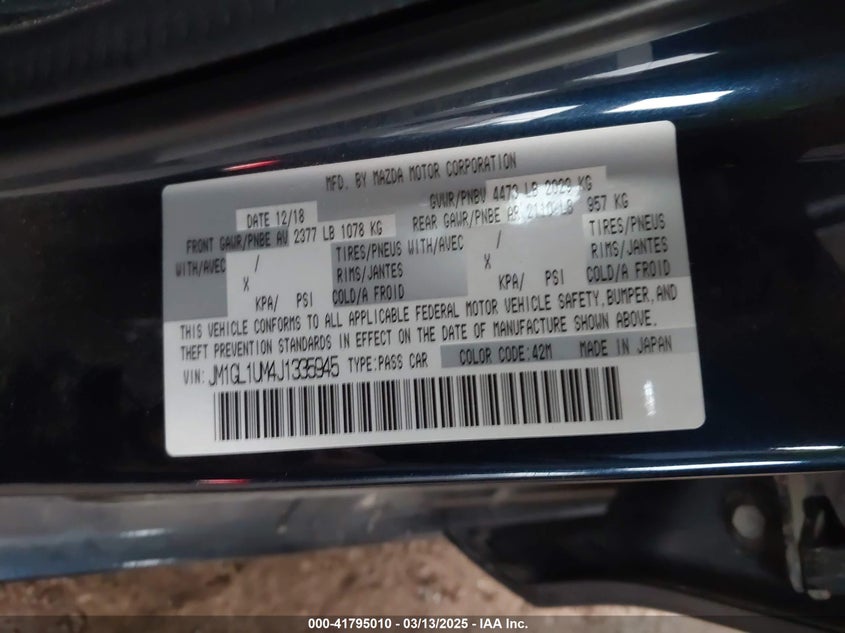 MFD. BY MAZDA MOTOR CORPORATION
DATE 12/18 GVWR/PNBV 4473 LB 2029 KG
FRONT GAWR/PNBE AV 2377 LB 1078 KG REAR GAWR/PNBE AR 2110 LB 957 KG
WITH/AVEC / TIRES/PNEUS WITH/AVEC / TIRES/PNEUS
X RIMS/JANTES X RIMS/JANTES
KPA/ PSI COLD/A FROID KPA/ PSI COLD/A FROID
THIS VEHICLE CONFORMS TO ALL APPLICABLE FEDERAL MOTOR VEHICLE SAFETY, BUMPER, AND
THEFT PREVENTION STANDARDS IN EFFECT ON THE DATE OF MANUFACTURE SHOWN ABOVE.
VIN: JM1GL1UM4J1335945 TYPE:PASS CAR COLOR CODE:42M MADE IN JAPAN
000-41795010 — 03/13/2025 — IAA Inc.